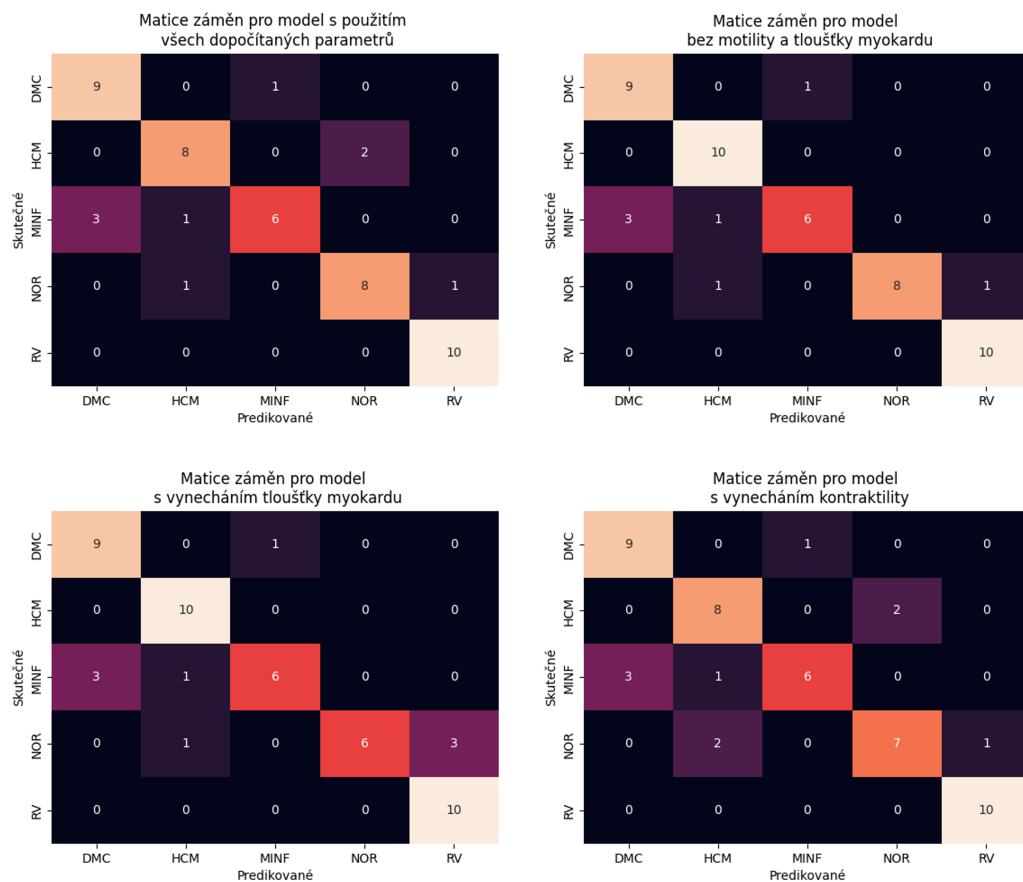 Matice záměn pro model s použitím
všech dopočítaných parametrů
DMC 9 0 1 0 0
HCM 0 8 0 2 0
MINF 3 1 6 0 0
NOR 0 1 0 8 1
RV 0 0 0 0 10
Skutečné
DMC HCM MINF NOR RV
Predikované
Matice záměn pro model
bez motility a tloušťky myokardu
DMC 9 0 1 0 0
HCM 0 10 0 0 0
MINF 3 1 6 0 0
NOR 0 1 0 8 1
RV 0 0 0 0 10
Skutečné
DMC HCM MINF NOR RV
Predikované
Matice záměn pro model
s vynecháním tloušťky myokardu
DMC 9 0 1 0 0
HCM 0 10 0 0 0
MINF 3 1 6 0 0
NOR 0 1 0 6 3
RV 0 0 0 0 10
Skutečné
DMC HCM MINF NOR RV
Predikované
Matice záměn pro model
s vynecháním kontraktility
DMC 9 0 1 0 0
HCM 0 8 0 2 0
MINF 3 1 6 0 0
NOR 0 2 0 7 1
RV 0 0 0 0 10
Skutečné
DMC HCM MINF NOR RV
Predikované